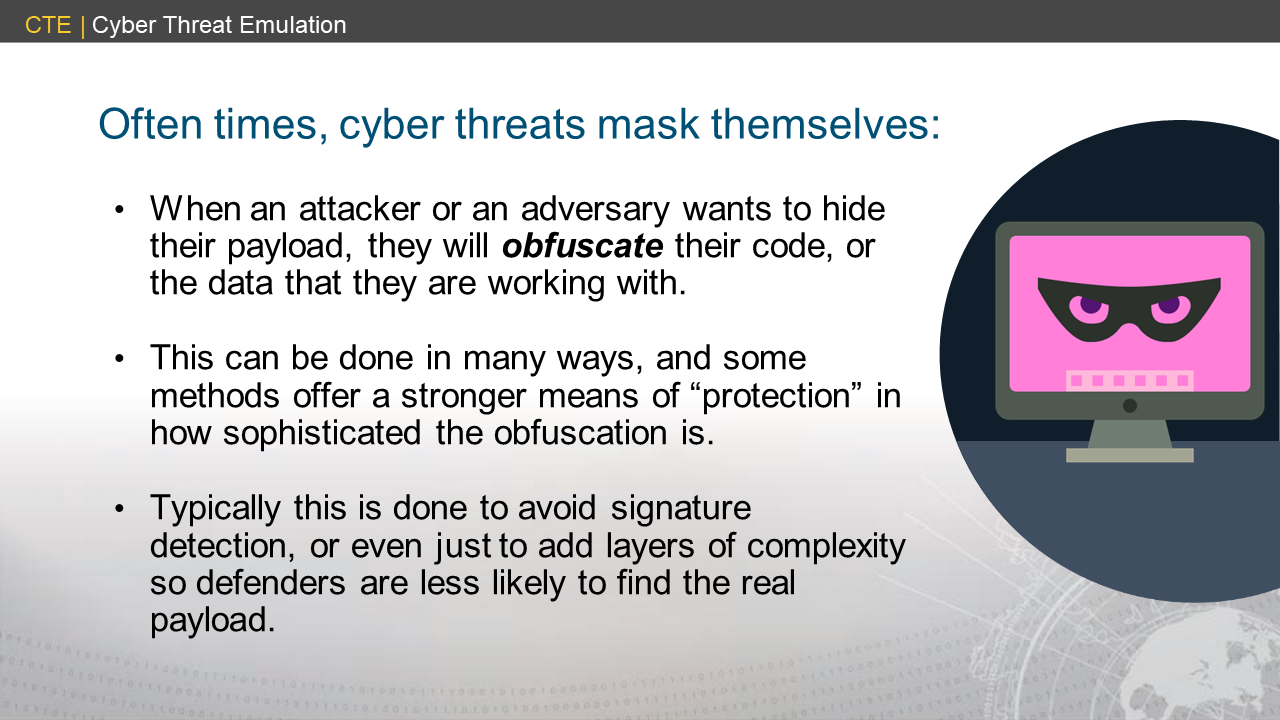 CTE | Cyber Threat Emulation
Often times, cyber threats mask themselves:
• When an attacker or an adversary wants to hide
their payload, they will obfuscate their code, or
the data that they are working with.
• This can be done in many ways, and some
methods offer a stronger means of “protection” in
how sophisticated the obfuscation is.
• Typically this is done to avoid signature
detection, or even just to add layers of complexity
so defenders are less likely to find the real
payload.